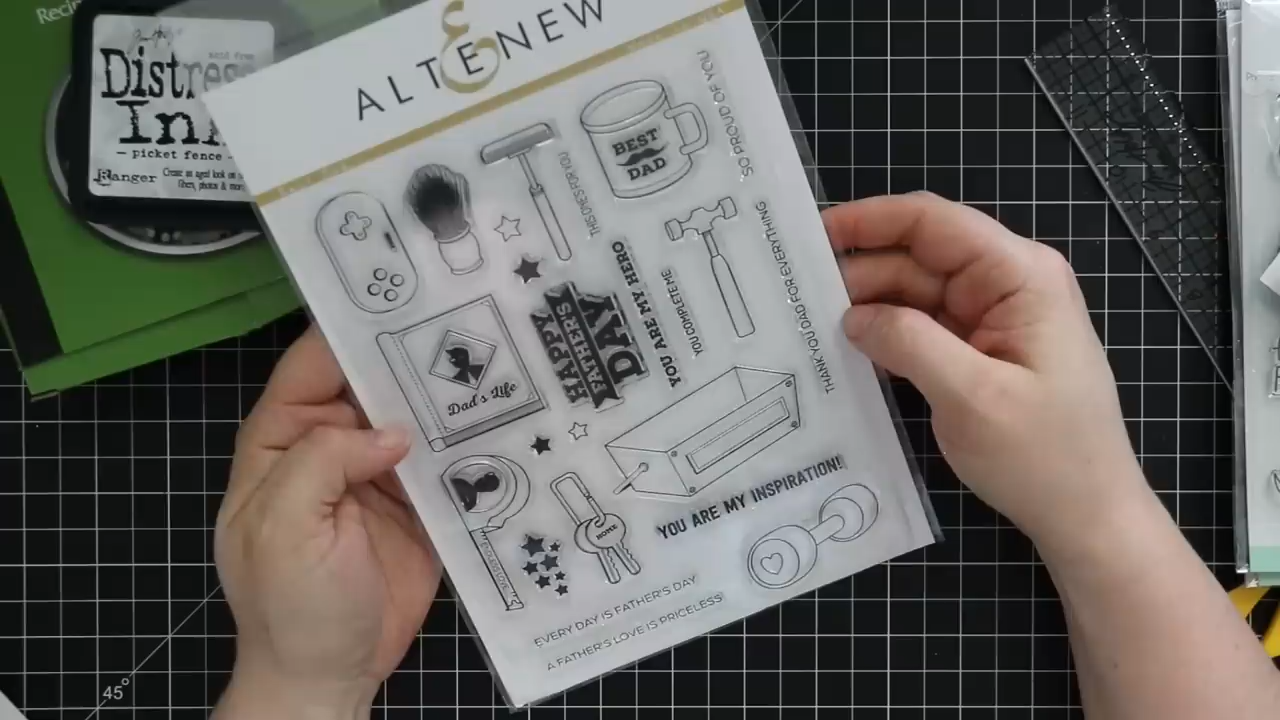 Distress
Ink
picket fence
Ranger
ALTENEW
BEST
DAD
SO PROUD OF YOU
THIS ONE'S FOR YOU
HAPPY
FATHER'S
DAY
YOU ARE MY HERO
YOU COMPLETE ME
THANK YOU DAD FOR EVERYTHING
Dad's Life
HOME
YOU ARE MY INSPIRATION!
EVERY DAY IS FATHER'S DAY
A FATHER'S LOVE IS PRICELESS
45°